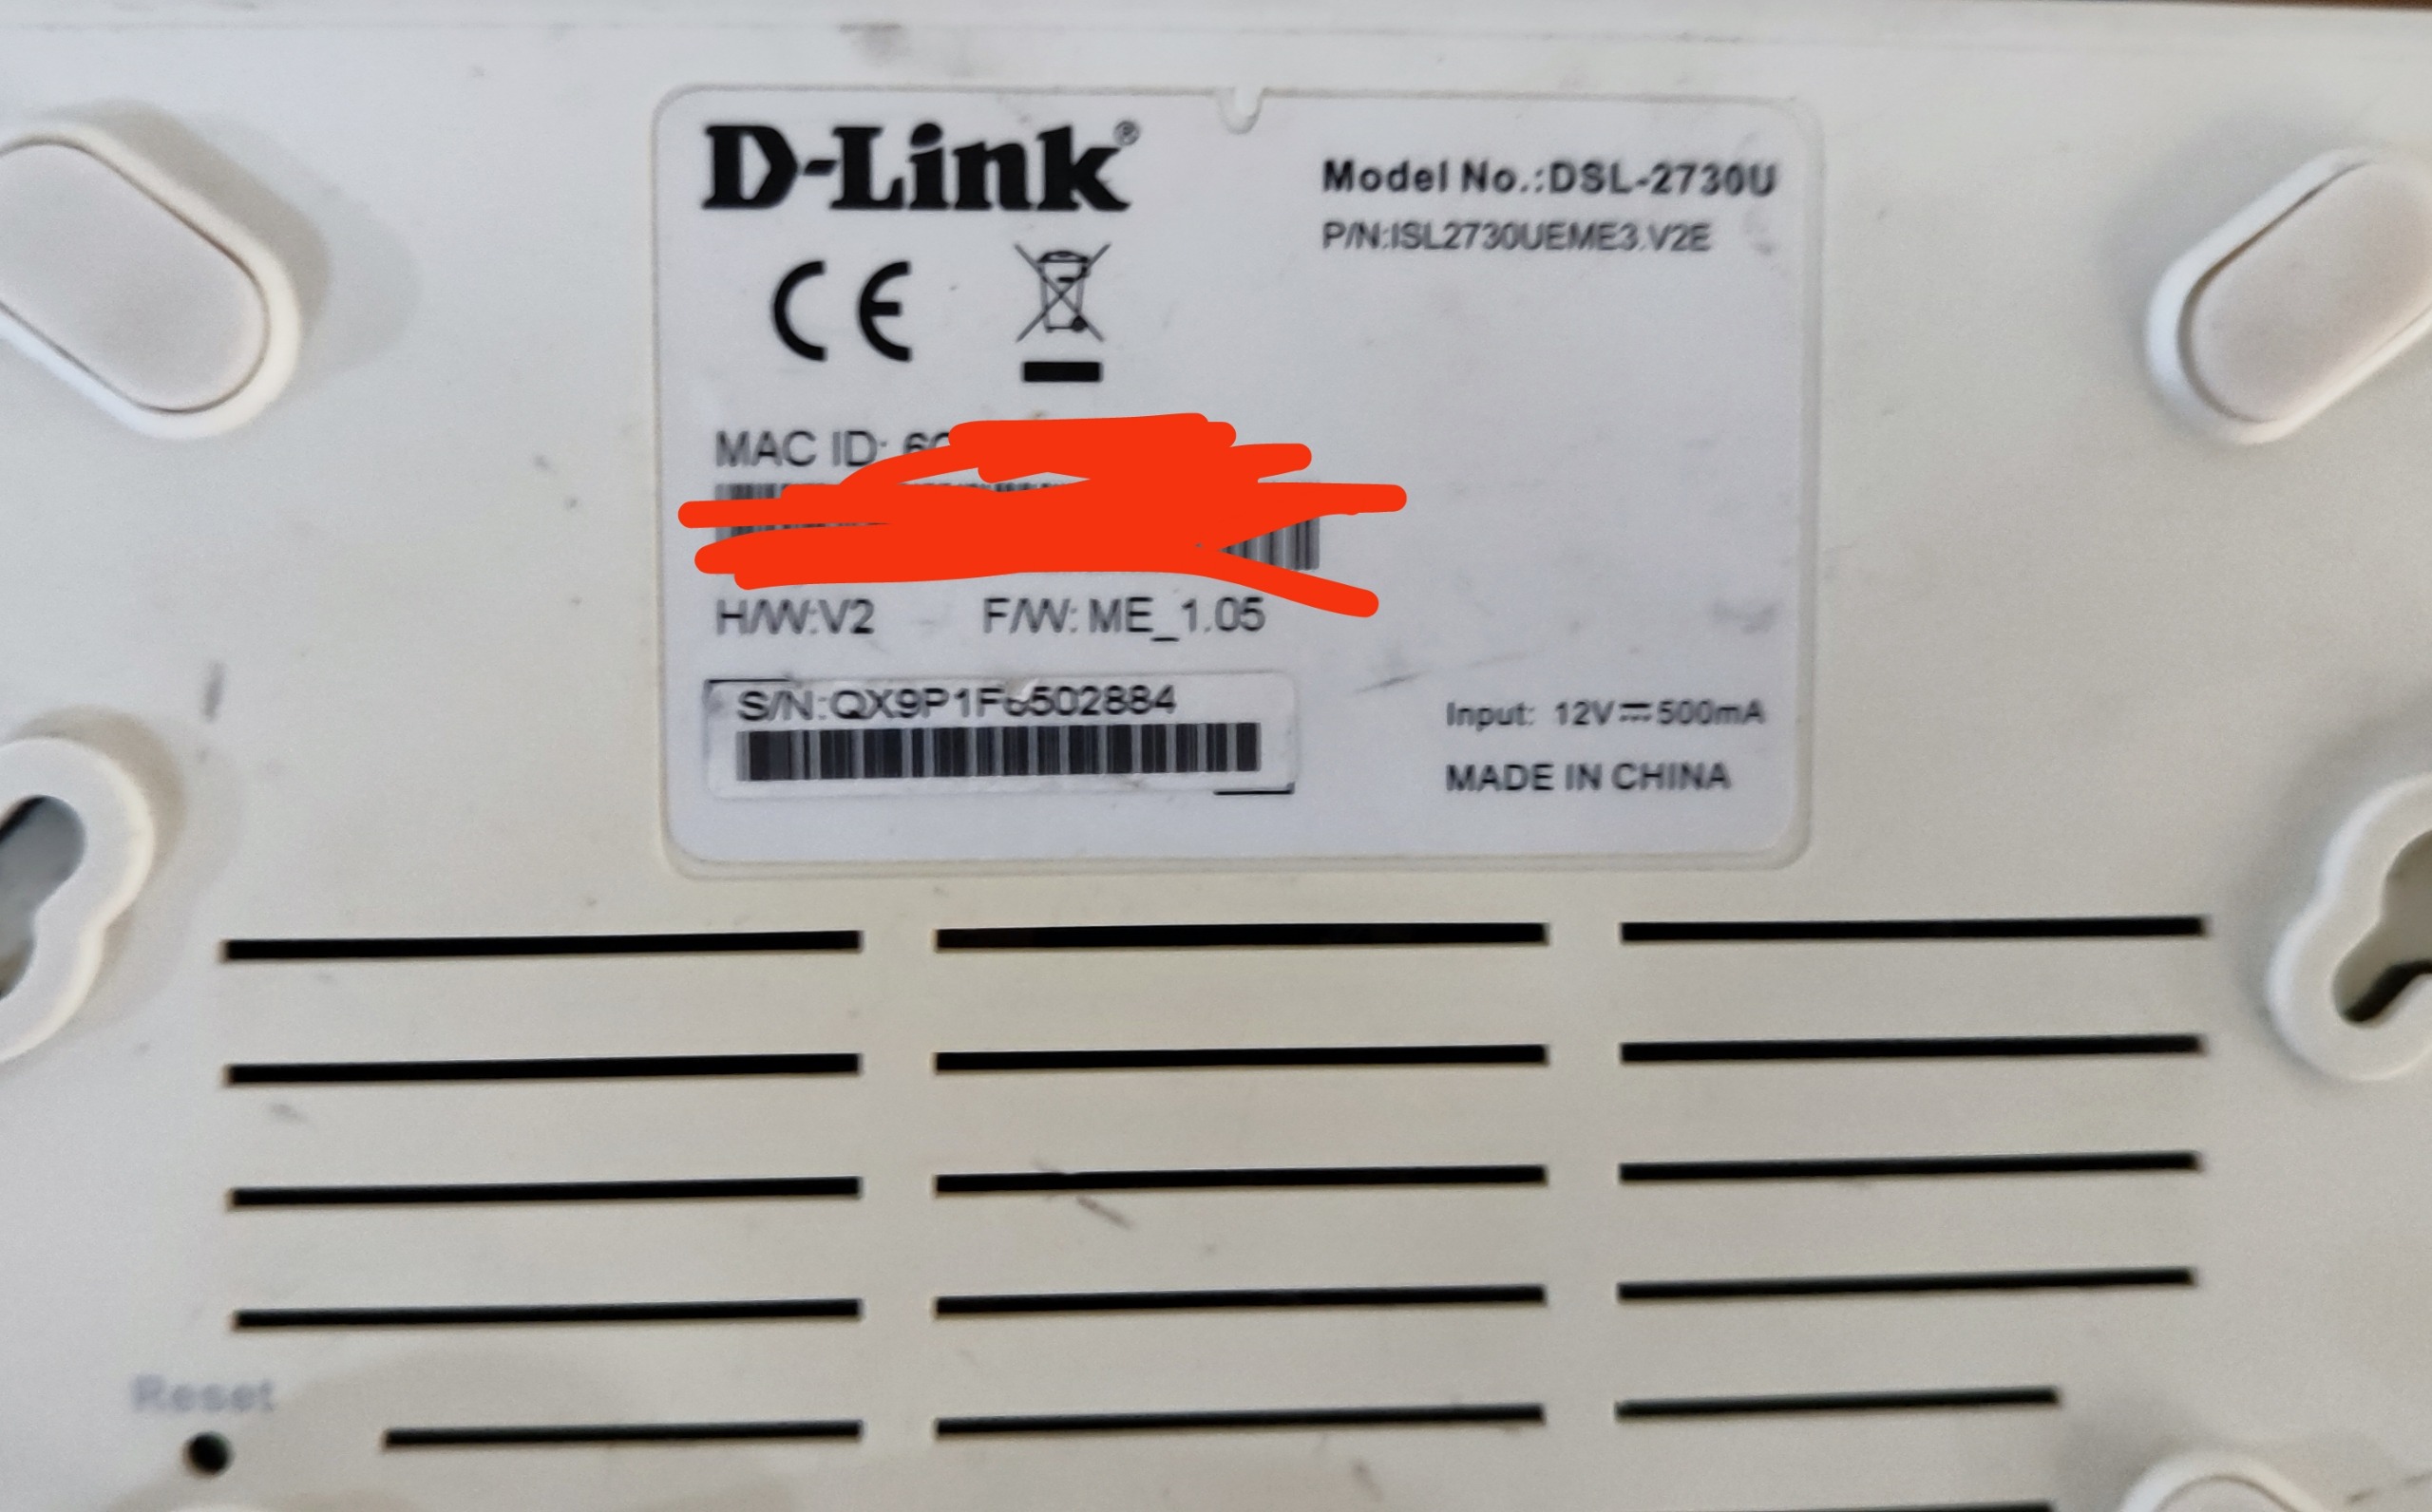 D-Link®
Model No.:DSL-2730U
P/N:ISL2730UEME3.V2E
CE
MAC ID:
H/W:V2 F/W: ME_1.05
S/N:
Input: 12V⎓500mA
MADE IN CHINA
Reset